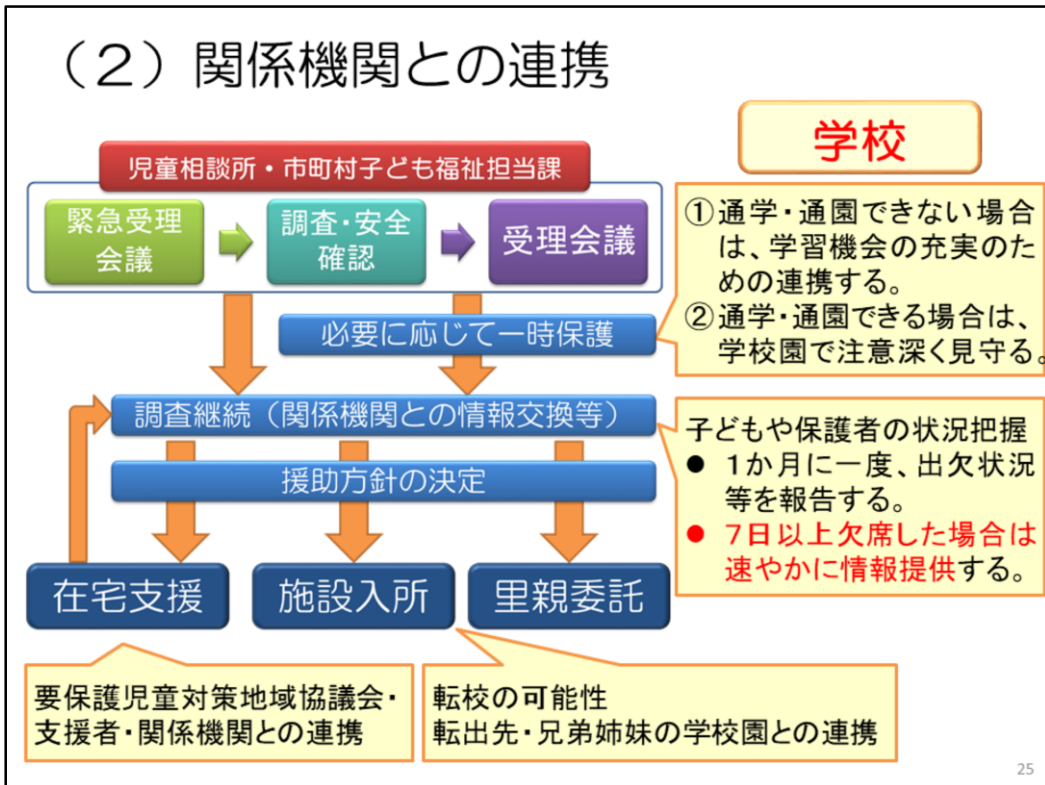 （２）関係機関との連携
学校
児童相談所・市町村子ども福祉担当課
緊急受理
会議
調査・安全
確認
受理会議
①通学・通園できない場合
は、学習機会の充実のた
めの連携する。
②通学・通園できる場合は、
学校園で注意深く見守る。
必要に応じて一時保護
調査継続（関係機関との情報交換等）
子どもや保護者の状況把握
● １か月に一度、出欠状況
等を報告する。
● ７日以上欠席した場合は
速やかに情報提供する。
援助方針の決定
在宅支援
施設入所
里親委託
要保護児童対策地域協議会・
支援者・関係機関との連携
転校の可能性
転出先・兄弟姉妹の学校園との連携
25